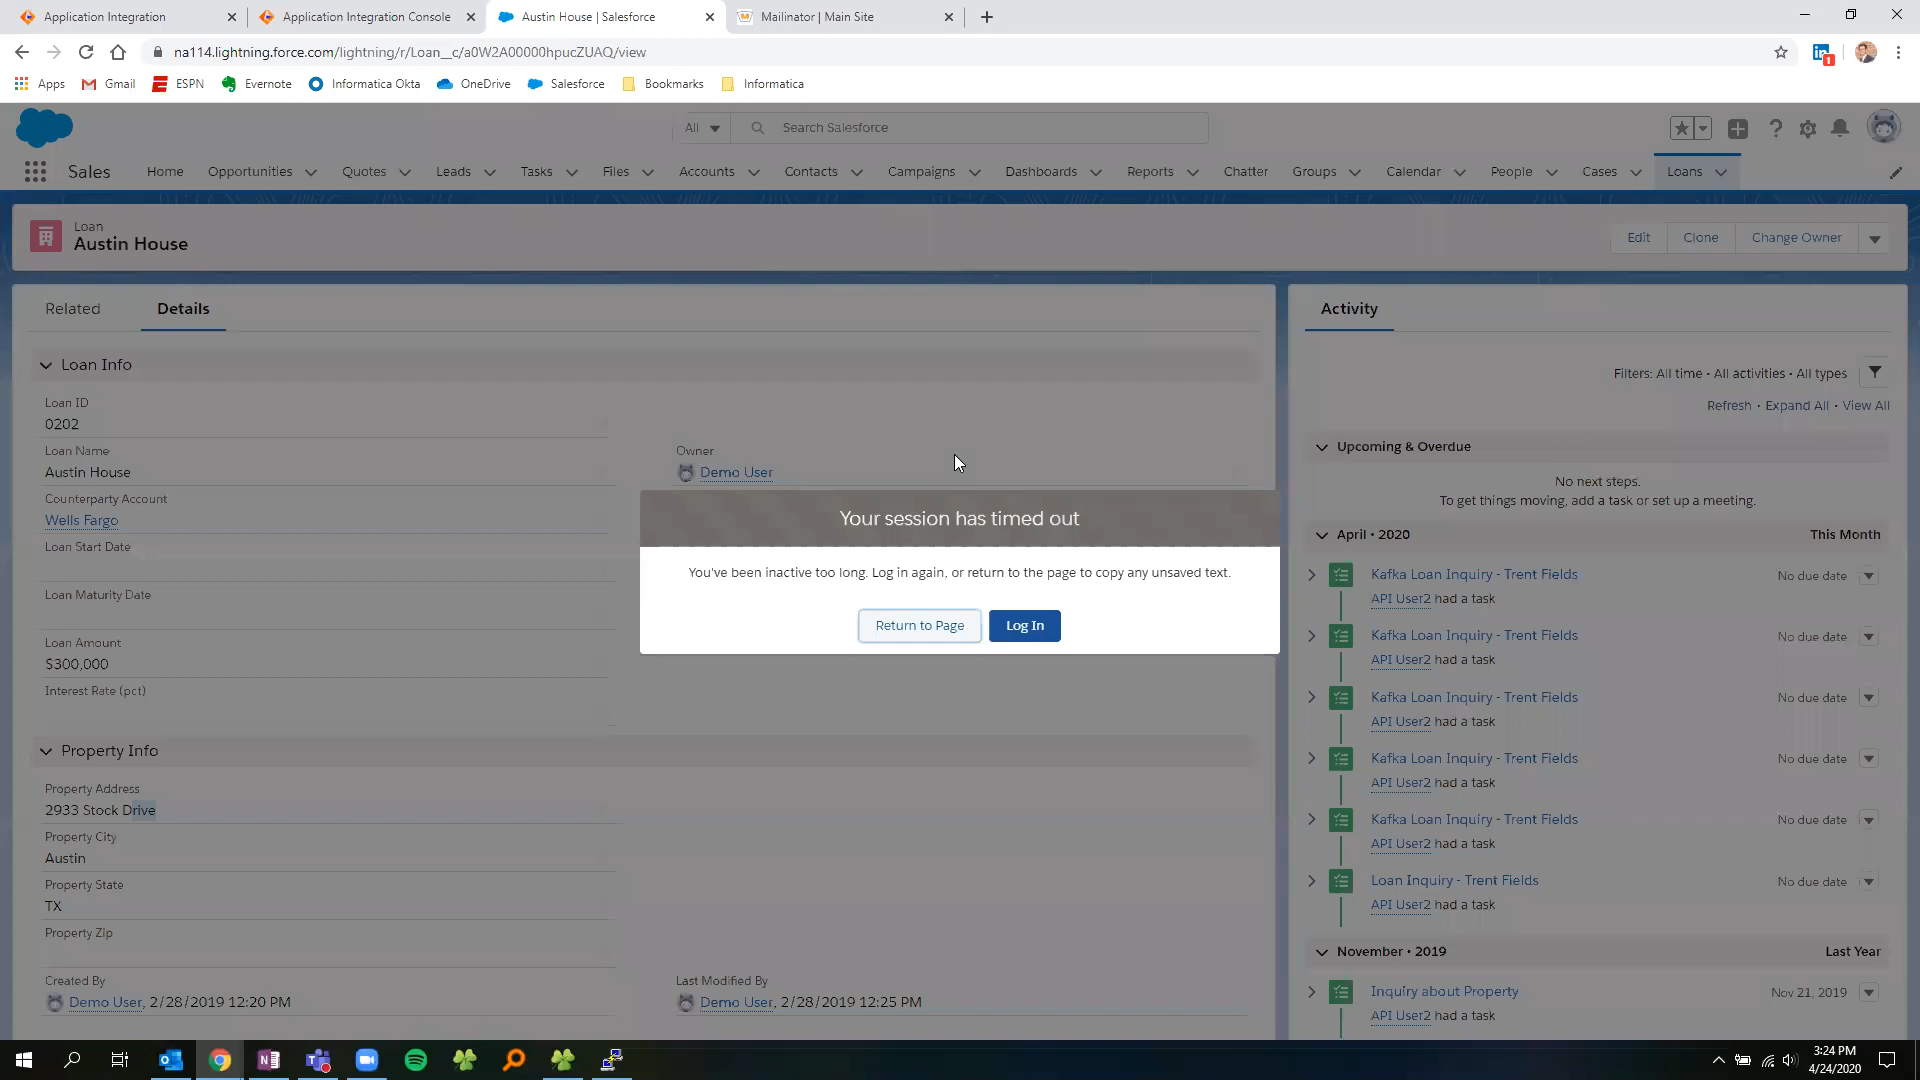 Application Integration
Application Integration Console
Austin House | Salesforce
Mailinator | Main Site
na114.lightning.force.com/lightning/r/Loan__c/a0W2A00000hpucZUAQ/view
1
Apps
Gmail
ESPN
Evernote
Informatica Okta
OneDrive
Salesforce
Bookmarks
Informatica
All
Search Salesforce
Sales
Home
Opportunities
Quotes
Leads
Tasks
Files
Accounts
Contacts
Campaigns
Dashboards
Reports
Chatter
Groups
Calendar
People
Cases
Loans
Loan
Austin House
Edit
Clone
Change Owner
Related
Details
Loan Info
Loan ID
0202
Loan Name
Austin House
Owner
Demo User
Counterparty Account
Wells Fargo
Loan Start Date
Loan Maturity Date
Loan Amount
$300,000
Interest Rate (pct)
Property Info
Property Address
2933 Stock Drive
Property City
Austin
Property State
TX
Property Zip
Created By
Demo User, 2/28/2019 12:20 PM
Last Modified By
Demo User, 2/28/2019 12:25 PM
Your session has timed out
You've been inactive too long. Log in again, or return to the page to copy any unsaved text.
Return to Page
Log In
Activity
Filters: All time • All activities • All types
Refresh • Expand All • View All
Upcoming & Overdue
No next steps.
To get things moving, add a task or set up a meeting.
April • 2020
This Month
Kafka Loan Inquiry - Trent Fields
No due date
API User2 had a task
Kafka Loan Inquiry - Trent Fields
No due date
API User2 had a task
Kafka Loan Inquiry - Trent Fields
No due date
API User2 had a task
Kafka Loan Inquiry - Trent Fields
No due date
API User2 had a task
Kafka Loan Inquiry - Trent Fields
No due date
API User2 had a task
Loan Inquiry - Trent Fields
No due date
API User2 had a task
November • 2019
Last Year
Inquiry about Property
Nov 21, 2019
API User2 had a task
3:24 PM
4/24/2020